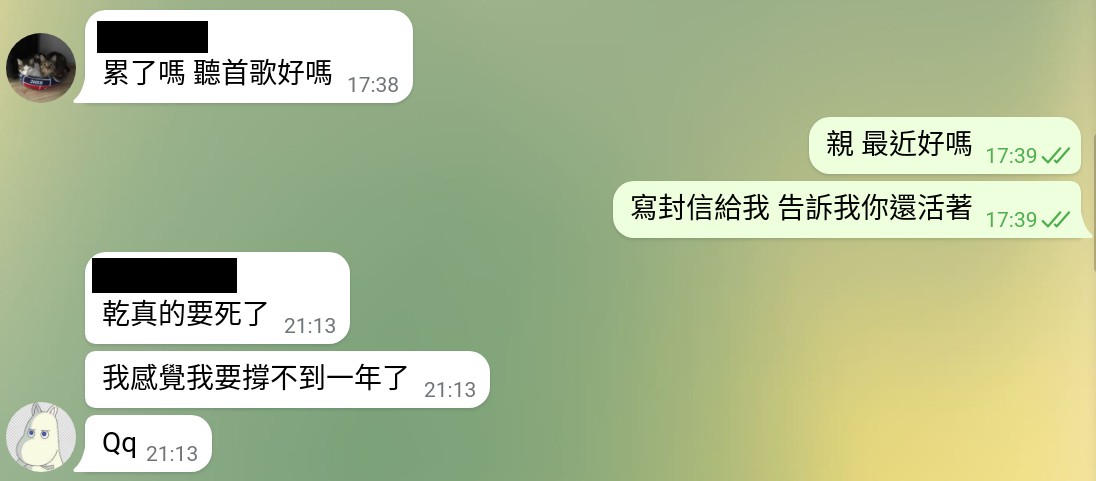 累了嗎 聽首歌好嗎 17:38
親 最近好嗎 17:39
寫封信給我 告訴我你還活著 17:39
乾真的要死了 21:13
我感覺我要撐不到一年了 21:13
Qq 21:13